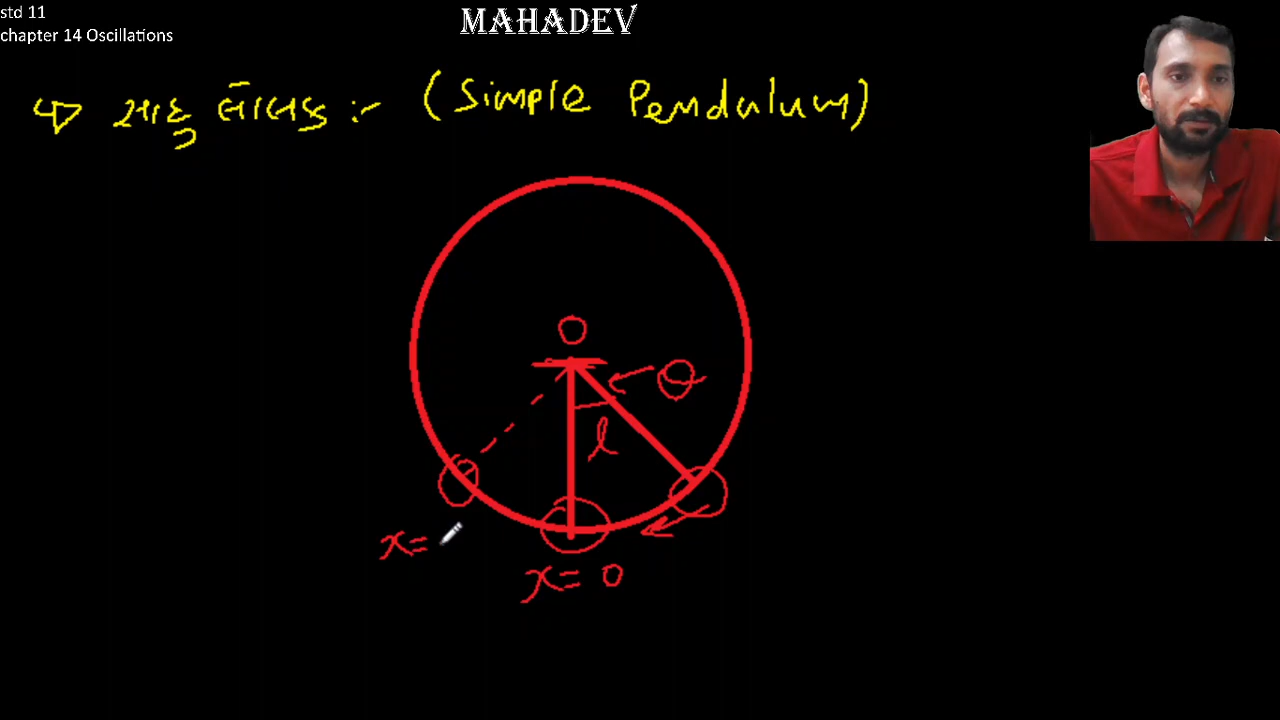 std 11
chapter 14 Oscillations
MAHADEV
સાદું લોલક :- (Simple Pendulum)
O
θ
l
x=
x= 0